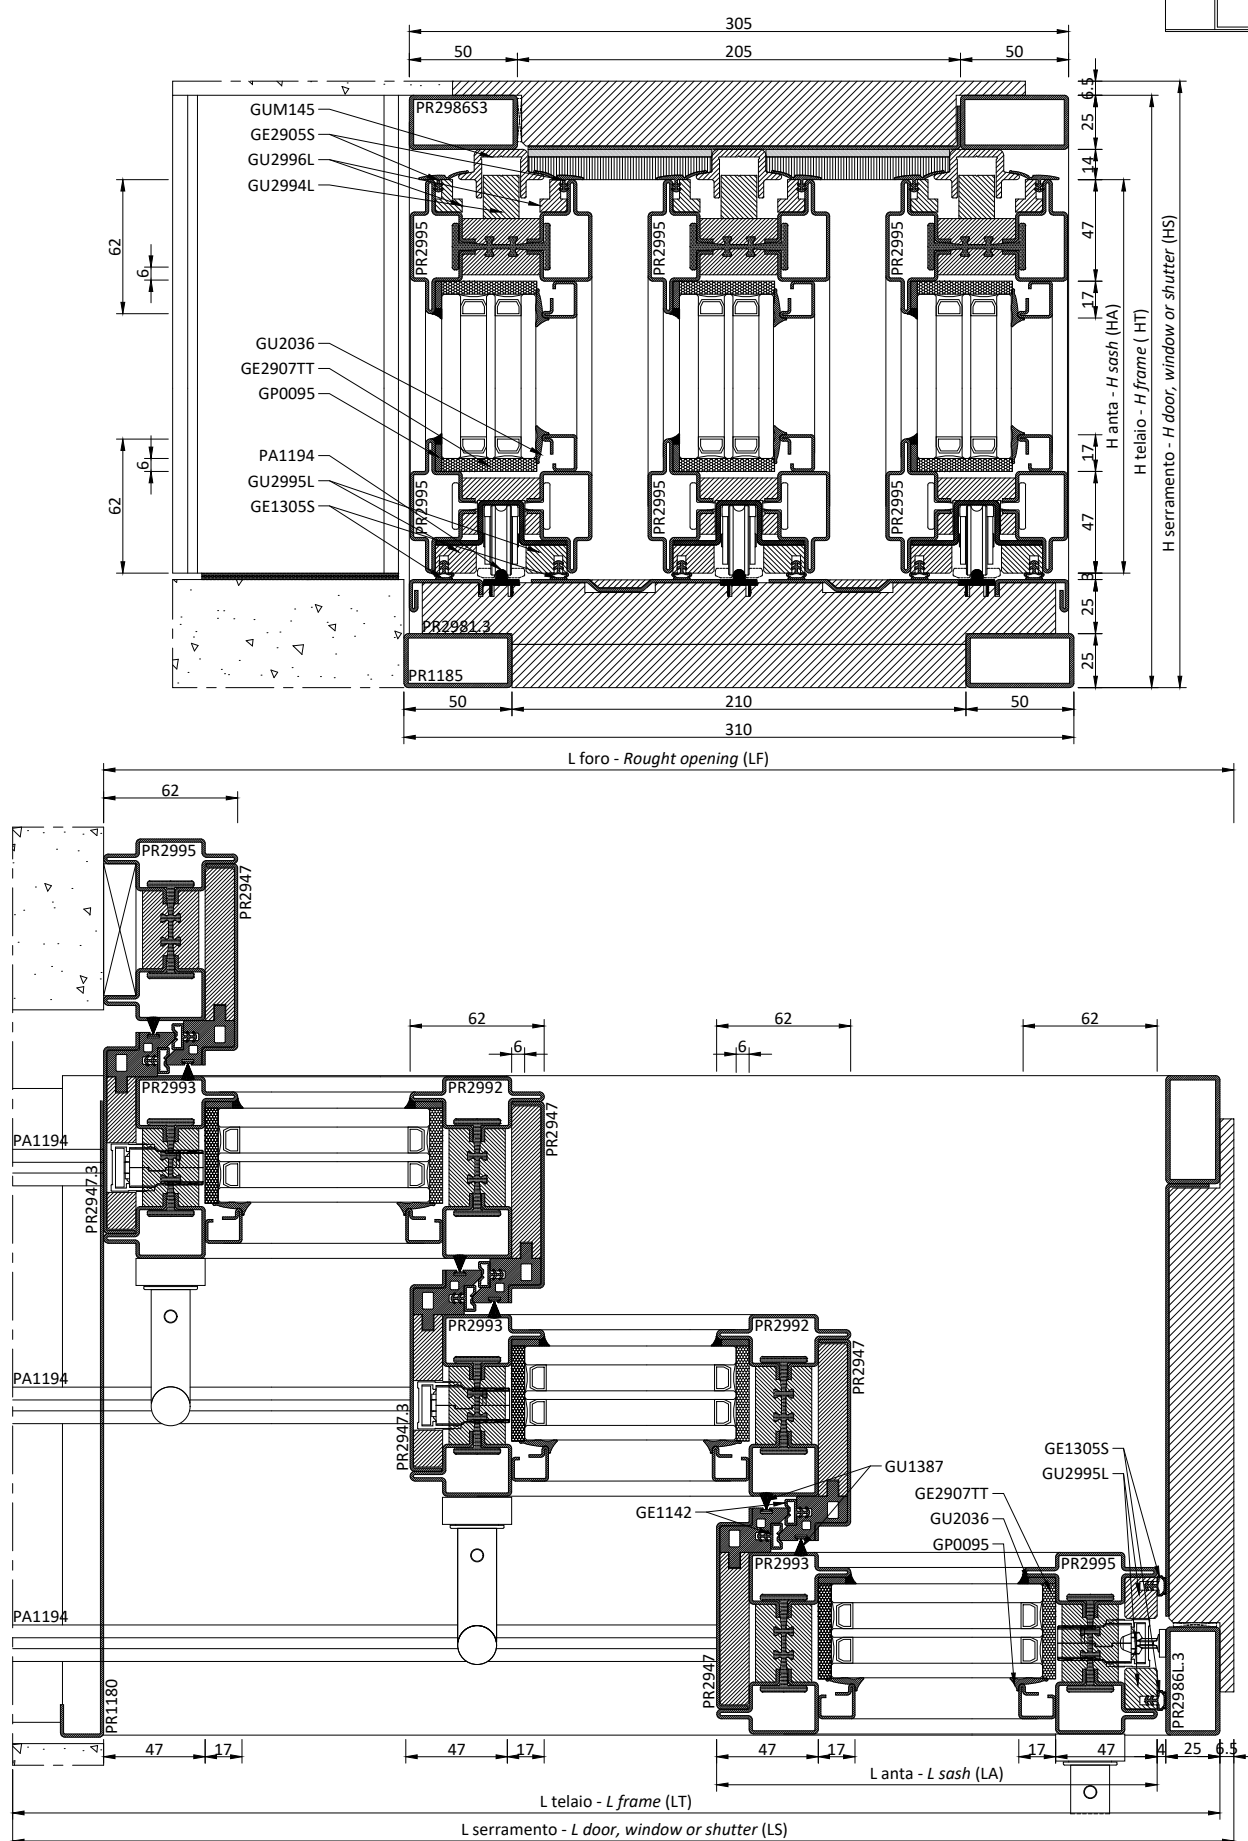 305
50 205 50
PR2986S3
GUM145
GE2905S
GU2996L
GU2994L
6.5
25
14
47
17
62
6
PR2995
PR2995
PR2995
GU2036
GE2907TT
GP0095
PA1194
GU2995L
GE1305S
6
62
PR2995
PR2995
PR2995
17
47
3
25
25
H anta - H sash (HA)
H telaio - H frame ( HT)
H serramento - H door, window or shutter (HS)
PR2981.3
PR1185
50 210 50
310
L foro - Rought opening (LF)
62
PR2995
PR2947
62 62 62
6 6
PR2993 PR2992
PR2947
PA1194
PR2947.3
PR2993 PR2992
PR2947
PA1194
PR2947.3
GE1305S
GU2995L
GU1387
GE2907TT
GE1142
GU2036
GP0095
PR2993 PR2995
PA1194
PR1180
PR2947
PR2986L.3
47 17 47 17 47 17 17 47 4 25 6.5
L anta - L sash (LA)
L telaio - L frame (LT)
L serramento - L door, window or shutter (LS)